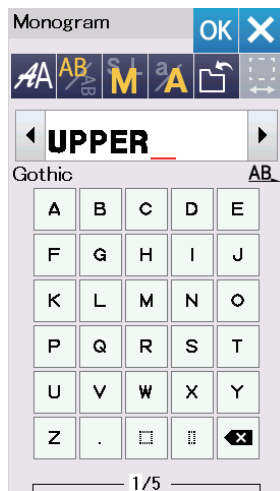 Monogram OK
AA AB AB S M L a/A A
UPPER
Gothic AB
A B C D E
F G H I J
K L M N O
P Q R S T
U V W X Y
Z .
1/5